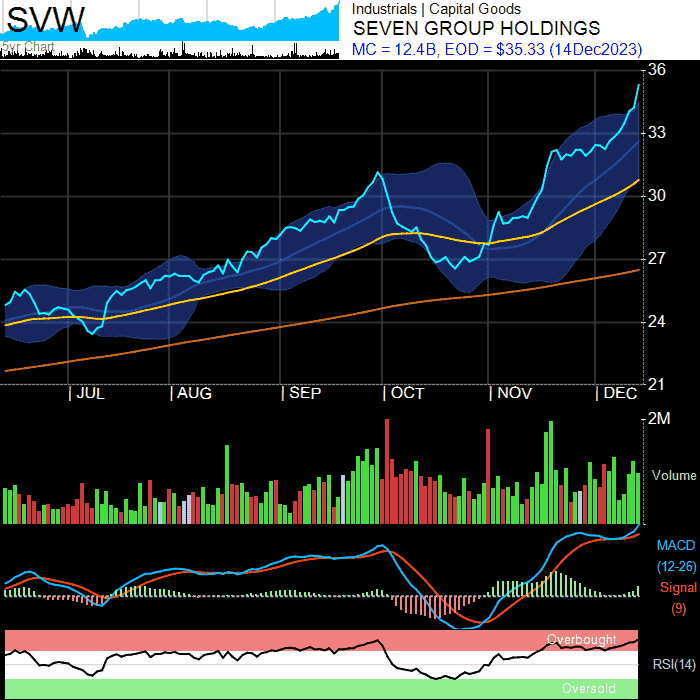 SVW
5yr Chart
Industrials | Capital Goods
SEVEN GROUP HOLDINGS
MC = 12.4B, EOD = $35.33 (14Dec2023)
36
33
30
27
24
21
JUL AUG SEP OCT NOV DEC
2M
Volume
MACD
(12-26)
Signal
(9)
Overbought
RSI(14)
Oversold